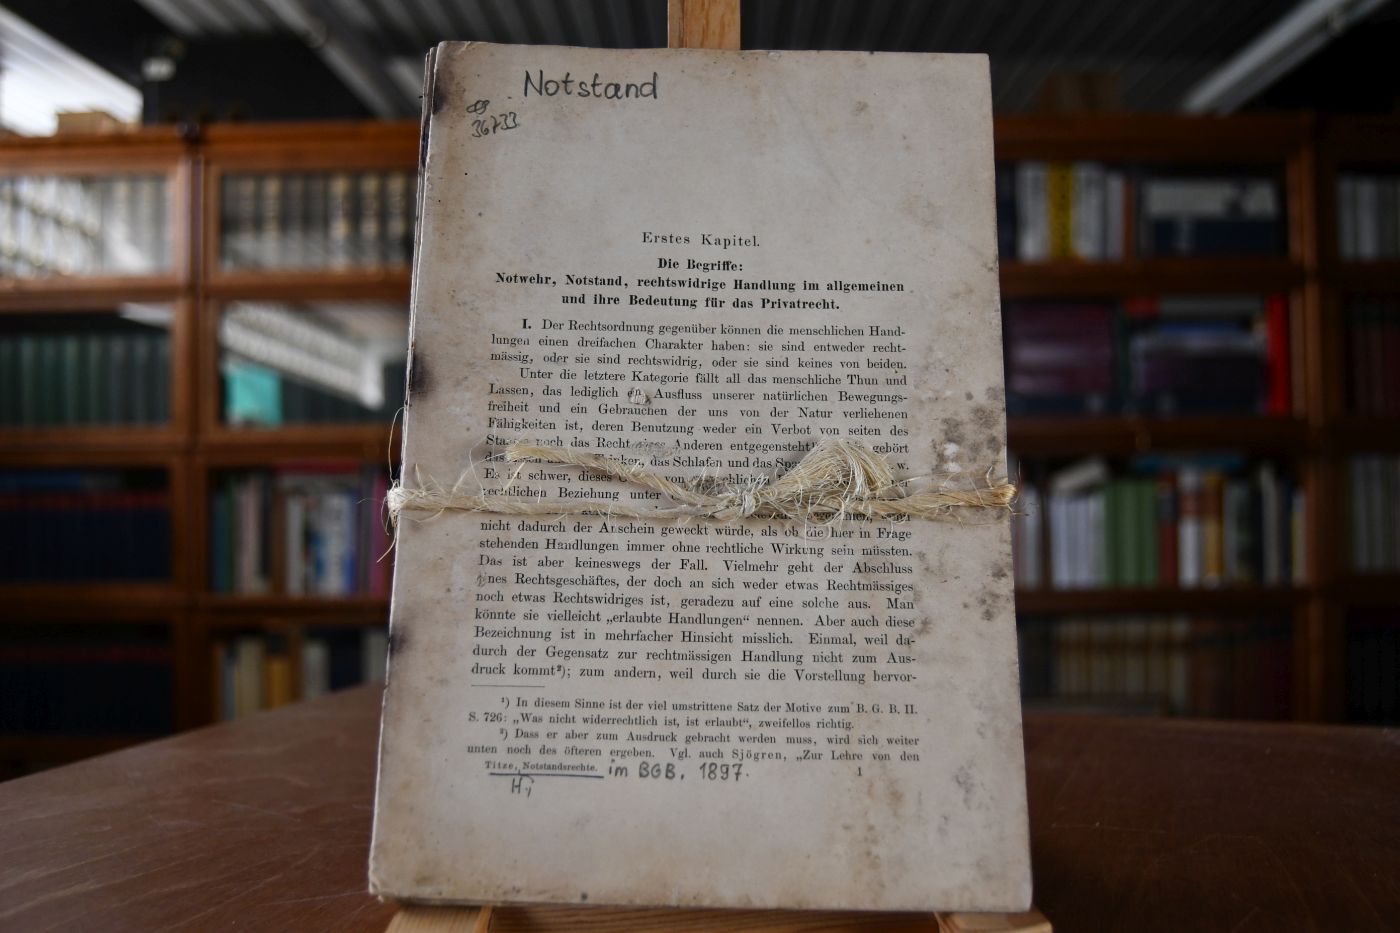 Notstand
36733
Erstes Kapitel.
Die Begriffe:
Notwehr, Notstand, rechtswidrige Handlung im allgemeinen
und ihre Bedeutung für das Privatrecht.
I. Der Rechtsordnung gegenüber können die menschlichen Hand-
lungen einen dreifachen Charakter haben: sie sind entweder recht-
mässig, oder sie sind rechtswidrig, oder sie sind keines von beiden.
Unter die letztere Kategorie fällt all das menschliche Thun und
Lassen, das lediglich ein Ausfluss unserer natürlichen Bewegungs-
freiheit und ein Gebrauchen der uns von der Natur verliehenen
Fähigkeiten ist, deren Benutzung weder ein Verbot von seiten des
noch das Recht eines Anderen entgegensteht gehört
das Schlafen und das w.
Es ist schwer, dieses von
rechtlichen Beziehung unter
nicht dadurch der Anschein geweckt würde, als ob die hier in Frage
stehenden Handlungen immer ohne rechtliche Wirkung sein müssten.
Das ist aber keineswegs der Fall. Vielmehr geht der Abschluss
eines Rechtsgeschäftes, der doch an sich weder etwas Rechtmässiges
noch etwas Rechtswidriges ist, geradezu auf eine solche aus. Man
könnte sie vielleicht „erlaubte Handlungen" nennen. Aber auch diese
Bezeichnung ist in mehrfacher Hinsicht misslich. Einmal, weil da-
durch der Gegensatz zur rechtmässigen Handlung nicht zum Aus-
druck kommt²); zum andern, weil durch sie die Vorstellung hervor-
¹) In diesem Sinne ist der viel umstrittene Satz der Motive zum B. G. B. II.
S. 726: „Was nicht widerrechtlich ist, ist erlaubt", zweifellos richtig.
²) Dass er aber zum Ausdruck gebracht werden muss, wird sich weiter
unten noch des öfteren ergeben. Vgl. auch Sjögren, „Zur Lehre von den
Titze, Notstandsrechte. im BGB. 1897. 1